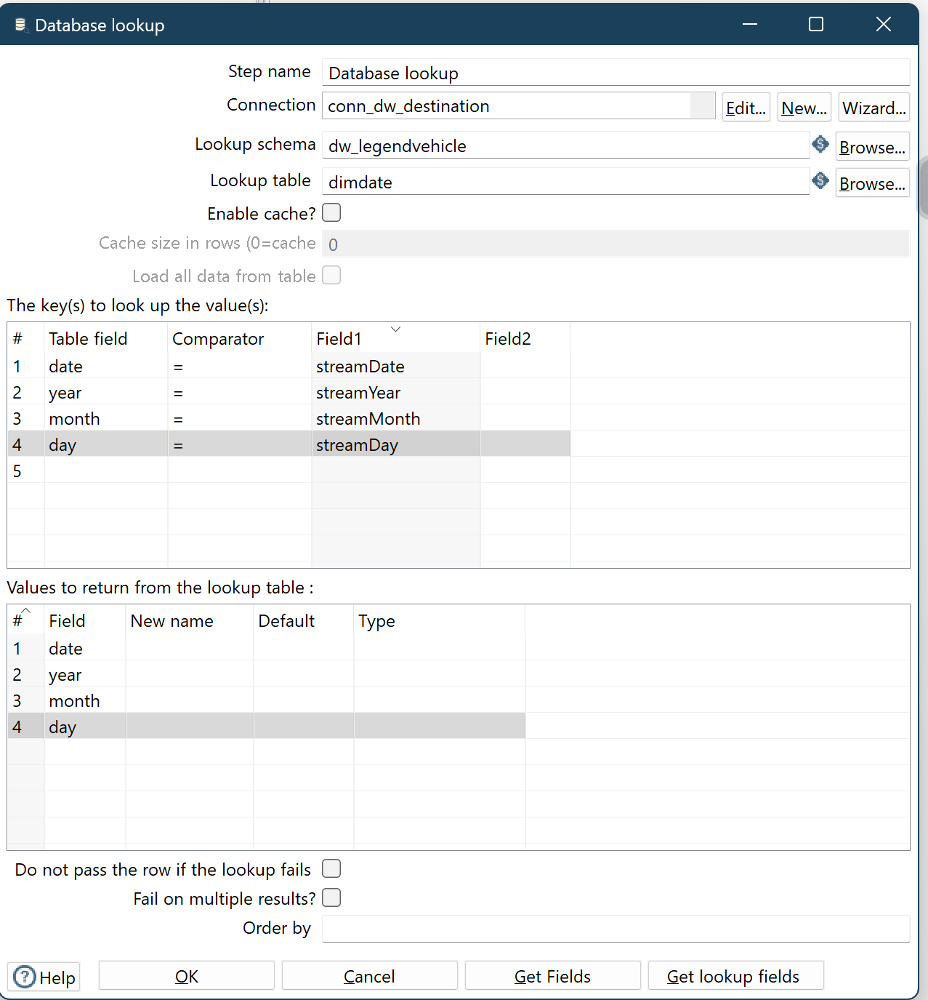 Database lookup
Step name Database lookup
Connection conn_dw_destination Edit... New... Wizard...
Lookup schema dw_legendvehicle Browse...
Lookup table dimdate Browse...
Enable cache?
Cache size in rows (0=cache 0
Load all data from table
The key(s) to look up the value(s):
# Table field Comparator Field1 Field2
1 date = streamDate
2 year = streamYear
3 month = streamMonth
4 day = streamDay
5
Values to return from the lookup table :
# Field New name Default Type
1 date
2 year
3 month
4 day
Do not pass the row if the lookup fails
Fail on multiple results?
Order by
? Help OK Cancel Get Fields Get lookup fields